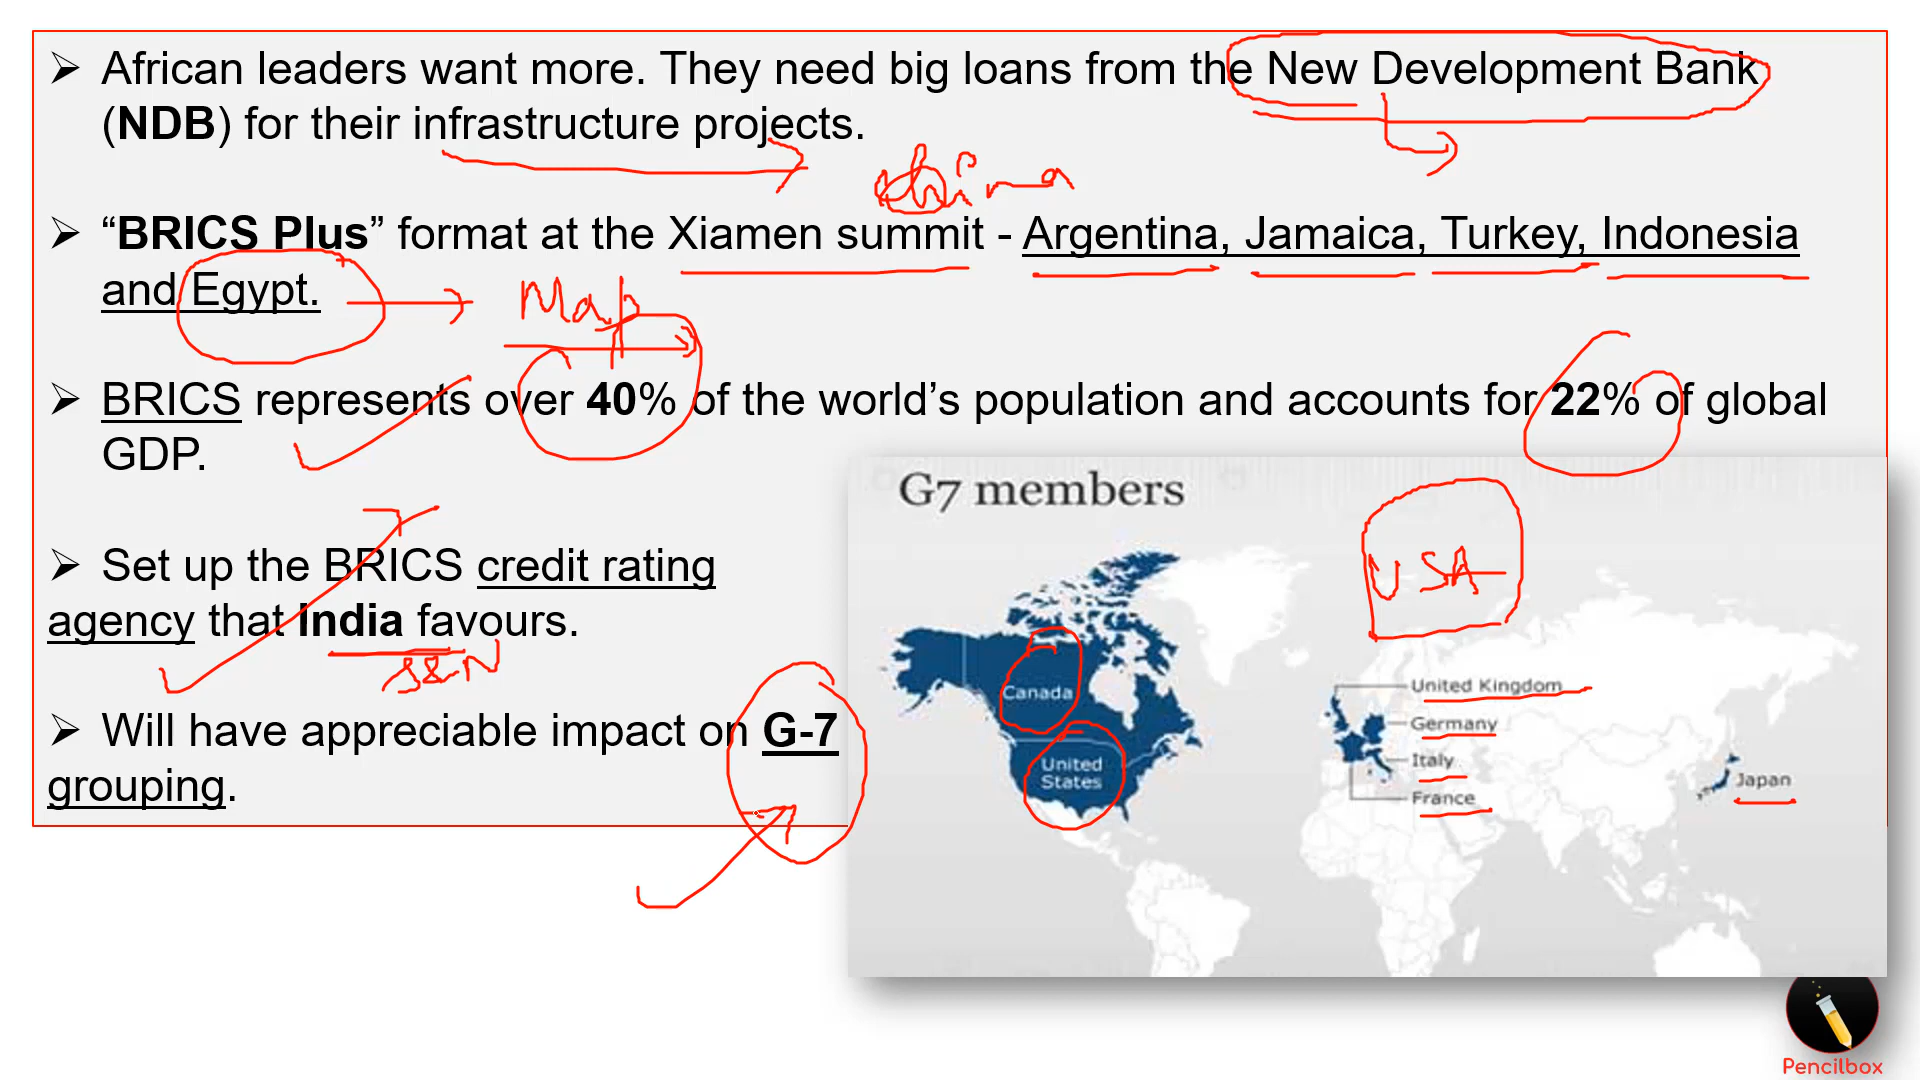 ➢ African leaders want more. They need big loans from the New Development Bank
(NDB) for their infrastructure projects.
china
➢ “BRICS Plus” format at the Xiamen summit - Argentina, Jamaica, Turkey, Indonesia
and Egypt.
Map
➢ BRICS represents over 40% of the world’s population and accounts for 22% of global
GDP.
➢ Set up the BRICS credit rating
agency that India favours.
➢ Will have appreciable impact on G-7
grouping.
G7 members
USA
Canada
United
States
United Kingdom
Germany
Italy
France
Japan
Pencilbox